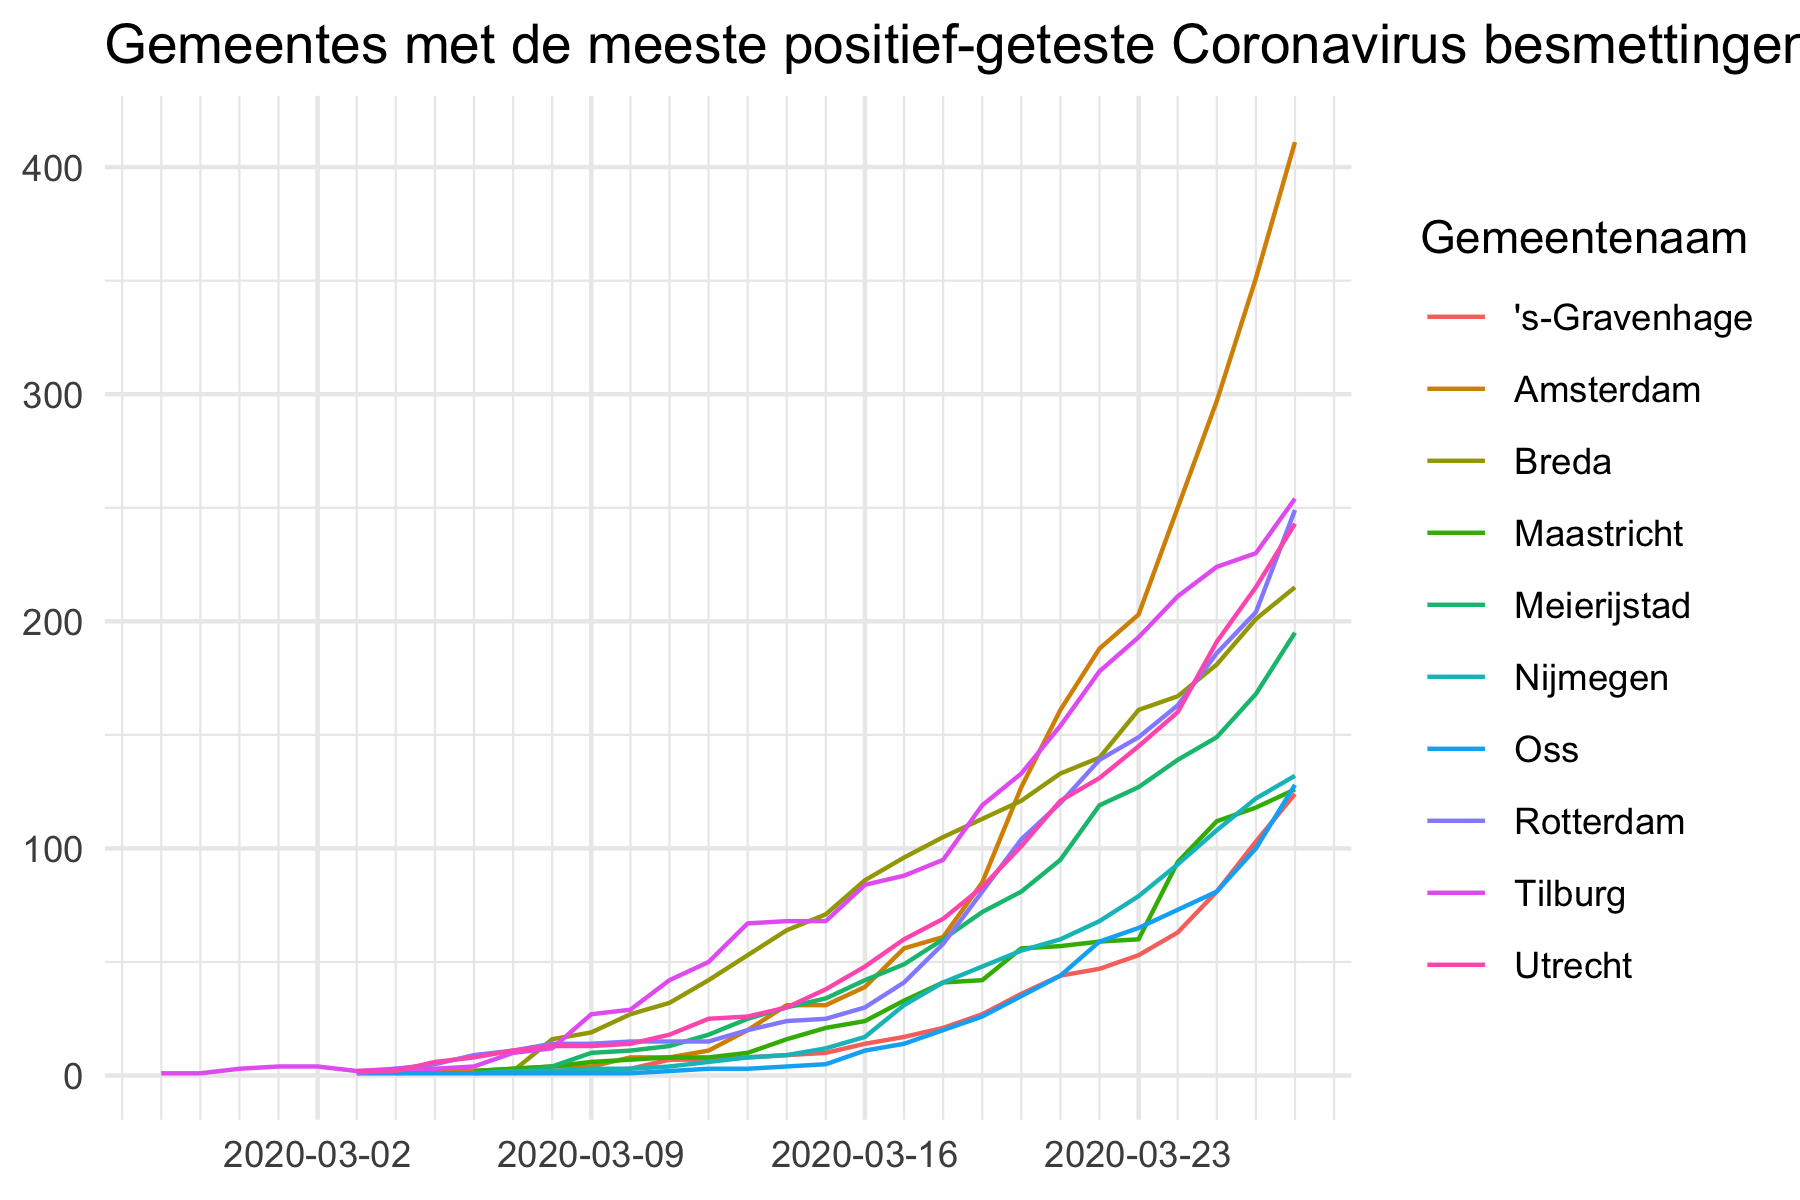 Gemeentes met de meeste positief-geteste Coronavirus besmettingen
400
300
200
100
0
2020-03-02 2020-03-09 2020-03-16 2020-03-23
Gemeentenaam
's-Gravenhage
Amsterdam
Breda
Maastricht
Meierijstad
Nijmegen
Oss
Rotterdam
Tilburg
Utrecht